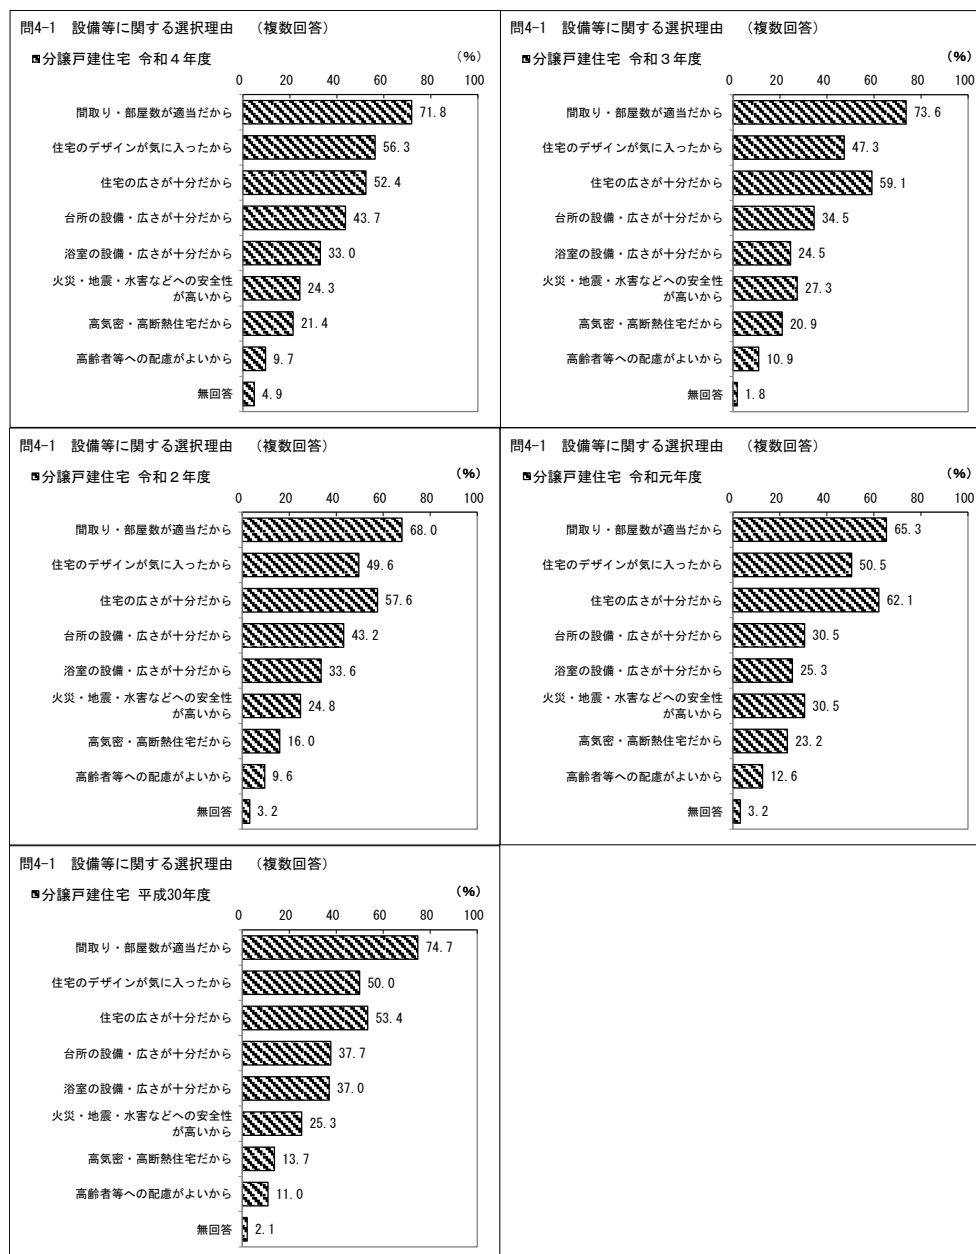 問4-1 設備等に関する選択理由 （複数回答）
分譲戸建住宅 令和４年度
(%)
0 20 40 60 80 100
間取り・部屋数が適当だから 71.8
住宅のデザインが気に入ったから 56.3
住宅の広さが十分だから 52.4
台所の設備・広さが十分だから 43.7
浴室の設備・広さが十分だから 33.0
火災・地震・水害などへの安全性
が高いから 24.3
高気密・高断熱住宅だから 21.4
高齢者等への配慮がよいから 9.7
無回答 4.9
問4-1 設備等に関する選択理由 （複数回答）
分譲戸建住宅 令和３年度
(%)
0 20 40 60 80 100
間取り・部屋数が適当だから 73.6
住宅のデザインが気に入ったから 47.3
住宅の広さが十分だから 59.1
台所の設備・広さが十分だから 34.5
浴室の設備・広さが十分だから 24.5
火災・地震・水害などへの安全性
が高いから 27.3
高気密・高断熱住宅だから 20.9
高齢者等への配慮がよいから 10.9
無回答 1.8
問4-1 設備等に関する選択理由 （複数回答）
分譲戸建住宅 令和２年度
(%)
0 20 40 60 80 100
間取り・部屋数が適当だから 68.0
住宅のデザインが気に入ったから 49.6
住宅の広さが十分だから 57.6
台所の設備・広さが十分だから 43.2
浴室の設備・広さが十分だから 33.6
火災・地震・水害などへの安全性
が高いから 24.8
高気密・高断熱住宅だから 16.0
高齢者等への配慮がよいから 9.6
無回答 3.2
問4-1 設備等に関する選択理由 （複数回答）
分譲戸建住宅 令和元年度
(%)
0 20 40 60 80 100
間取り・部屋数が適当だから 65.3
住宅のデザインが気に入ったから 50.5
住宅の広さが十分だから 62.1
台所の設備・広さが十分だから 30.5
浴室の設備・広さが十分だから 25.3
火災・地震・水害などへの安全性
が高いから 30.5
高気密・高断熱住宅だから 23.2
高齢者等への配慮がよいから 12.6
無回答 3.2
問4-1 設備等に関する選択理由 （複数回答）
分譲戸建住宅 平成30年度
(%)
0 20 40 60 80 100
間取り・部屋数が適当だから 74.7
住宅のデザインが気に入ったから 50.0
住宅の広さが十分だから 53.4
台所の設備・広さが十分だから 37.7
浴室の設備・広さが十分だから 37.0
火災・地震・水害などへの安全性
が高いから 25.3
高気密・高断熱住宅だから 13.7
高齢者等への配慮がよいから 11.0
無回答 2.1